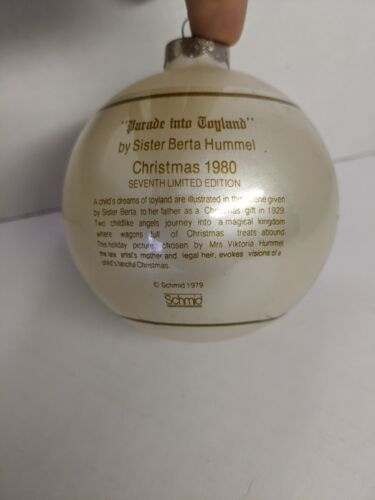 "Parade into Toyland"
by Sister Berta Hummel
Christmas 1980
SEVENTH LIMITED EDITION
A child's dreams of toyland are illustrated in this scene given
by Sister Berta to her father as a Christmas gift in 1929.
Two childlike angels journey into a magical kingdom
where wagons full of Christmas treats abound.
This holiday picture chosen by Mrs. Viktoria Hummel
the late artist's mother and legal heir, evokes visions of a
child's fanciful Christmas.
© Schmid 1979
Schmid